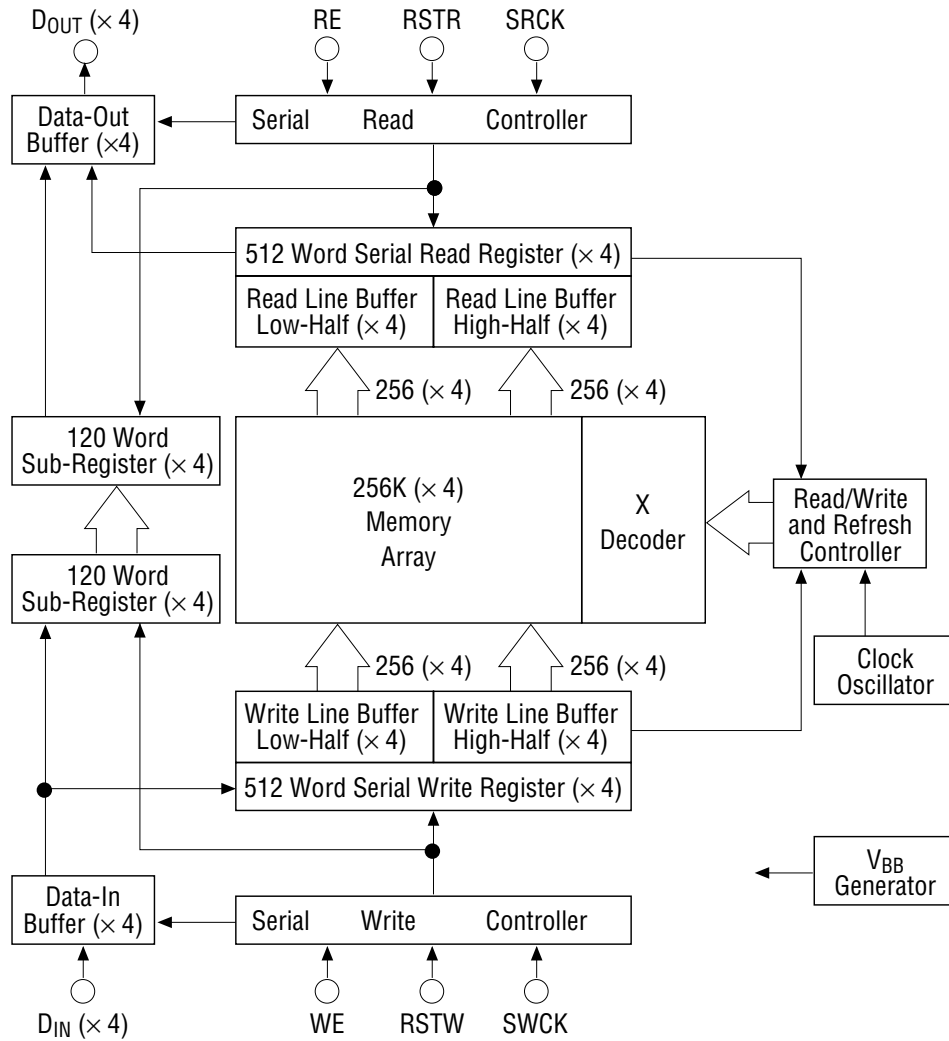 DOUT (× 4)
RE
RSTR
SRCK
Data-Out
Buffer (×4)
Serial Read Controller
512 Word Serial Read Register (× 4)
Read Line Buffer
Low-Half (× 4)
Read Line Buffer
High-Half (× 4)
256 (× 4)
256 (× 4)
120 Word
Sub-Register (× 4)
256K (× 4)
Memory
Array
X
Decoder
Read/Write
and Refresh
Controller
120 Word
Sub-Register (× 4)
256 (× 4)
256 (× 4)
Clock
Oscillator
Write Line Buffer
Low-Half (× 4)
Write Line Buffer
High-Half (× 4)
512 Word Serial Write Register (× 4)
VBB
Generator
Data-In
Buffer (× 4)
Serial Write Controller
DIN (× 4)
WE
RSTW
SWCK